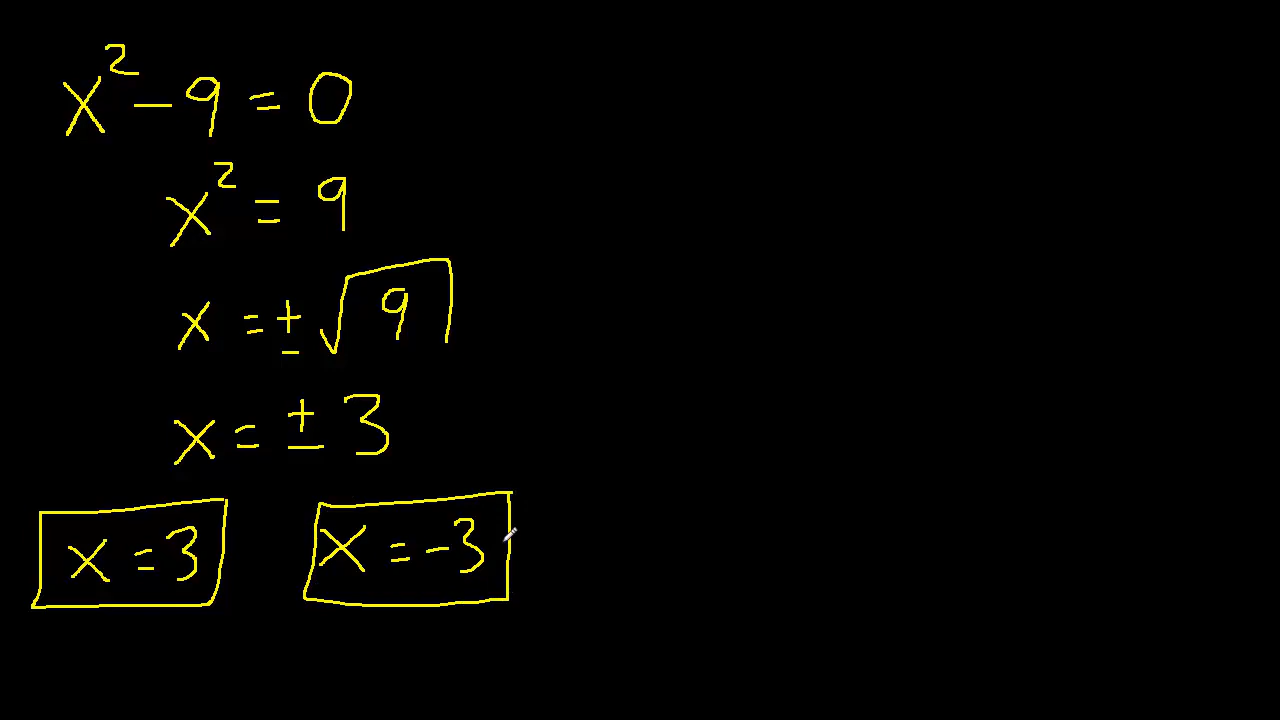 x² - 9 = 0
x² = 9
x = ± √9
x = ± 3
x = 3 x = -3